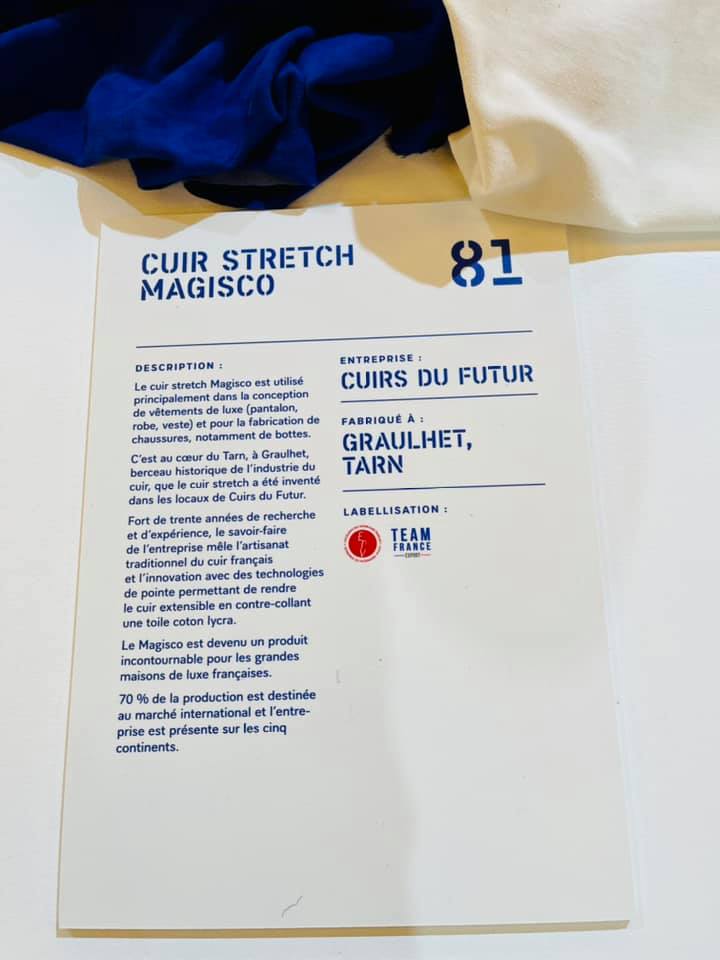 CUIR STRETCH
MAGISCO
81
DESCRIPTION :
Le cuir stretch Magisco est utilisé
principalement dans la conception
de vêtements de luxe (pantalon,
robe, veste) et pour la fabrication de
chaussures, notamment de bottes.
C'est au cœur du Tarn, à Graulhet,
berceau historique de l'industrie du
cuir, que le cuir stretch a été inventé
dans les locaux de Cuirs du Futur.
Fort de trente années de recherche
et d'expérience, le savoir-faire
de l'entreprise mêle l'artisanat
traditionnel du cuir français
et l'innovation avec des technologies
de pointe permettant de rendre
le cuir extensible en contre-collant
une toile coton lycra.
Le Magisco est devenu un produit
incontournable pour les grandes
maisons de luxe françaises.
70 % de la production est destinée
au marché international et l'entre-
prise est présente sur les cinq
continents.
ENTREPRISE :
CUIRS DU FUTUR
FABRIQUÉ À :
GRAULHET,
TARN
LABELLISATION :
TEAM
FRANCE
EXPORT